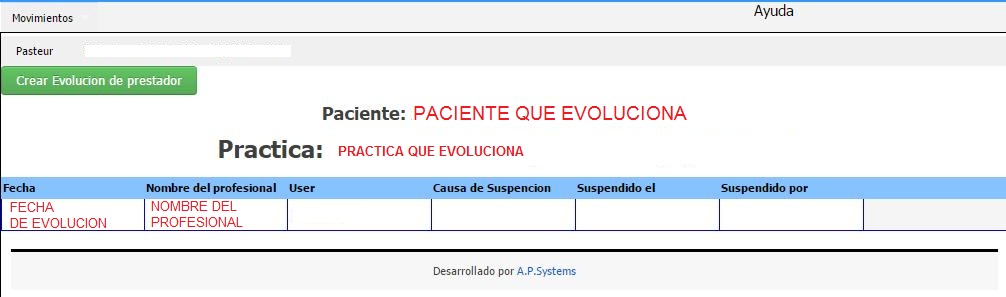 Movimientos
Ayuda
Pasteur
Crear Evolucion de prestador
Paciente: PACIENTE QUE EVOLUCIONA
Practica: PRACTICA QUE EVOLUCIONA
Fecha Nombre del profesional User Causa de Suspencion Suspendido el Suspendido por
FECHA NOMBRE DEL
DE EVOLUCION PROFESIONAL
Desarrollado por A.P.Systems